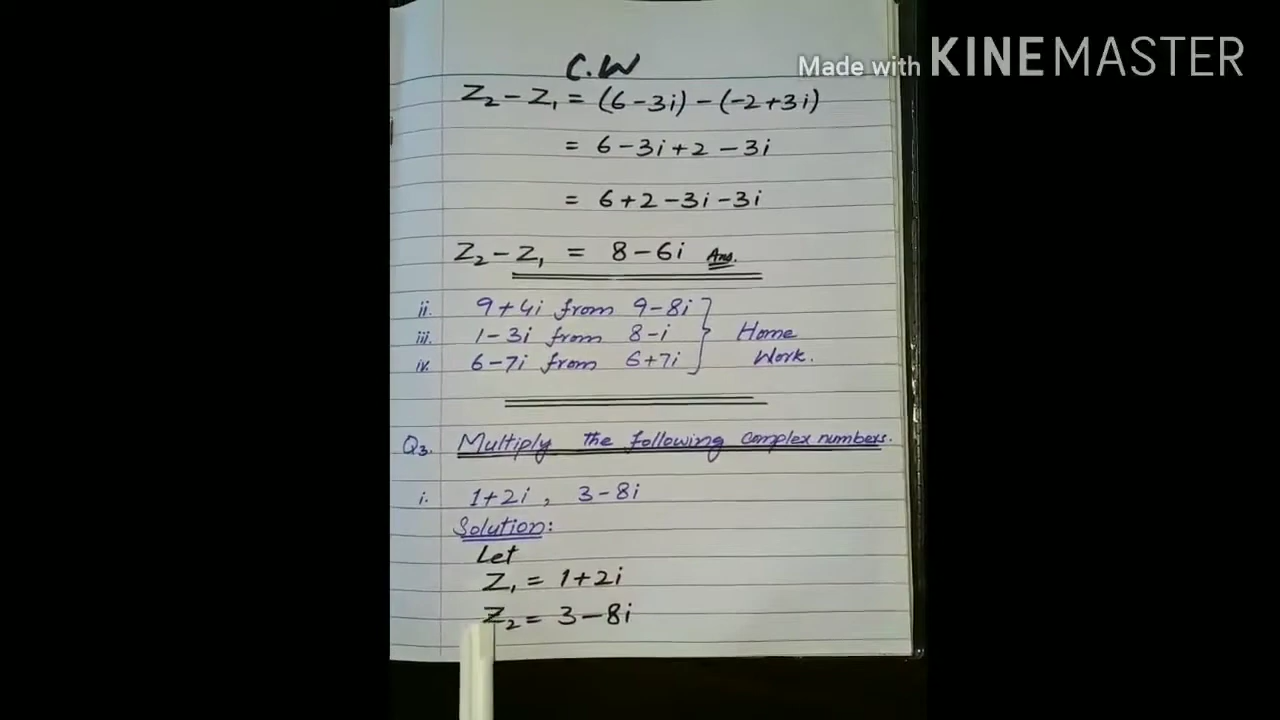 Made with KINEMASTER
C.W
Z₂ - Z₁ = (6 - 3i) - (-2 + 3i)
= 6 - 3i + 2 - 3i
= 6 + 2 - 3i - 3i
Z₂ - Z₁ = 8 - 6i Ans.
ii. 9 + 4i from 9 - 8i
iii. 1 - 3i from 8 - i } Home
iv. 6 - 7i from 6 + 7i Work.
Q3. Multiply the following complex numbers.
i. 1 + 2i , 3 - 8i
Solution:
Let
Z₁ = 1 + 2i
Z₂ = 3 - 8i